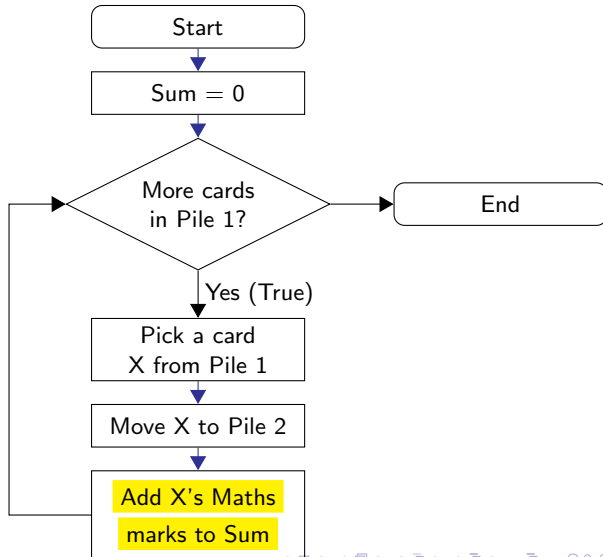 Start
Sum = 0
More cards
in Pile 1?
End
Yes (True)
Pick a card
X from Pile 1
Move X to Pile 2
Add X's Maths
marks to Sum